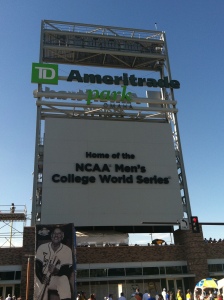 TD Ameritrade
park
Home of the
NCAA® Men's
College World Series®